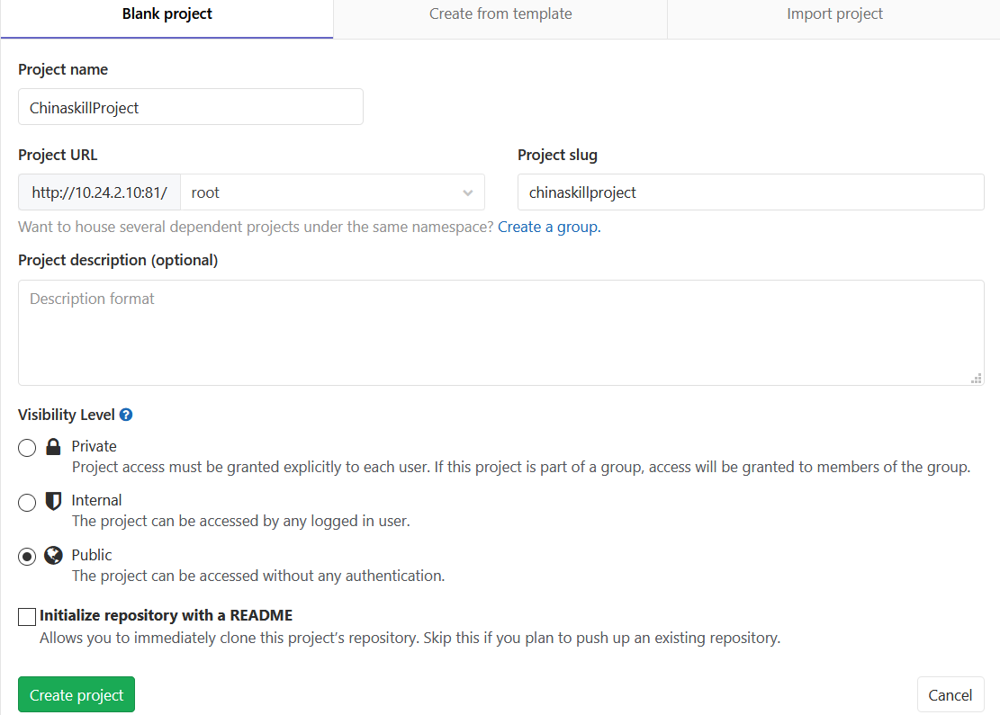 Blank project
Create from template
Import project
Project name
ChinaskillProject
Project URL
Project slug
http://10.24.2.10:81/
root
chinaskillproject
Want to house several dependent projects under the same namespace? Create a group.
Project description (optional)
Description format
Visibility Level ?
Private
Project access must be granted explicitly to each user. If this project is part of a group, access will be granted to members of the group.
Internal
The project can be accessed by any logged in user.
Public
The project can be accessed without any authentication.
Initialize repository with a README
Allows you to immediately clone this project’s repository. Skip this if you plan to push up an existing repository.
Create project
Cancel